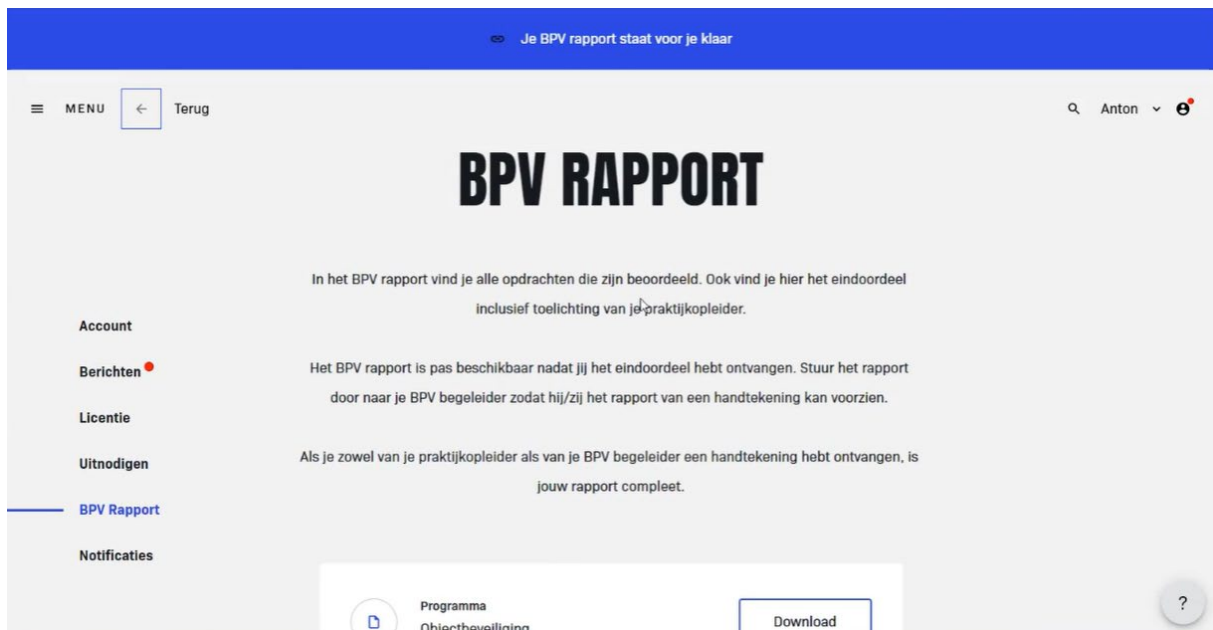 Je BPV rapport staat voor je klaar
MENU
Terug
Anton
BPV RAPPORT
In het BPV rapport vind je alle opdrachten die zijn beoordeeld. Ook vind je hier het eindoordeel
inclusief toelichting van je praktijkopleider.
Het BPV rapport is pas beschikbaar nadat jij het eindoordeel hebt ontvangen. Stuur het rapport
door naar je BPV begeleider zodat hij/zij het rapport van een handtekening kan voorzien.
Als je zowel van je praktijkopleider als van je BPV begeleider een handtekening hebt ontvangen, is
jouw rapport compleet.
Account
Berichten
Licentie
Uitnodigen
BPV Rapport
Notificaties
Programma
Objectbeveiliging
Download
?